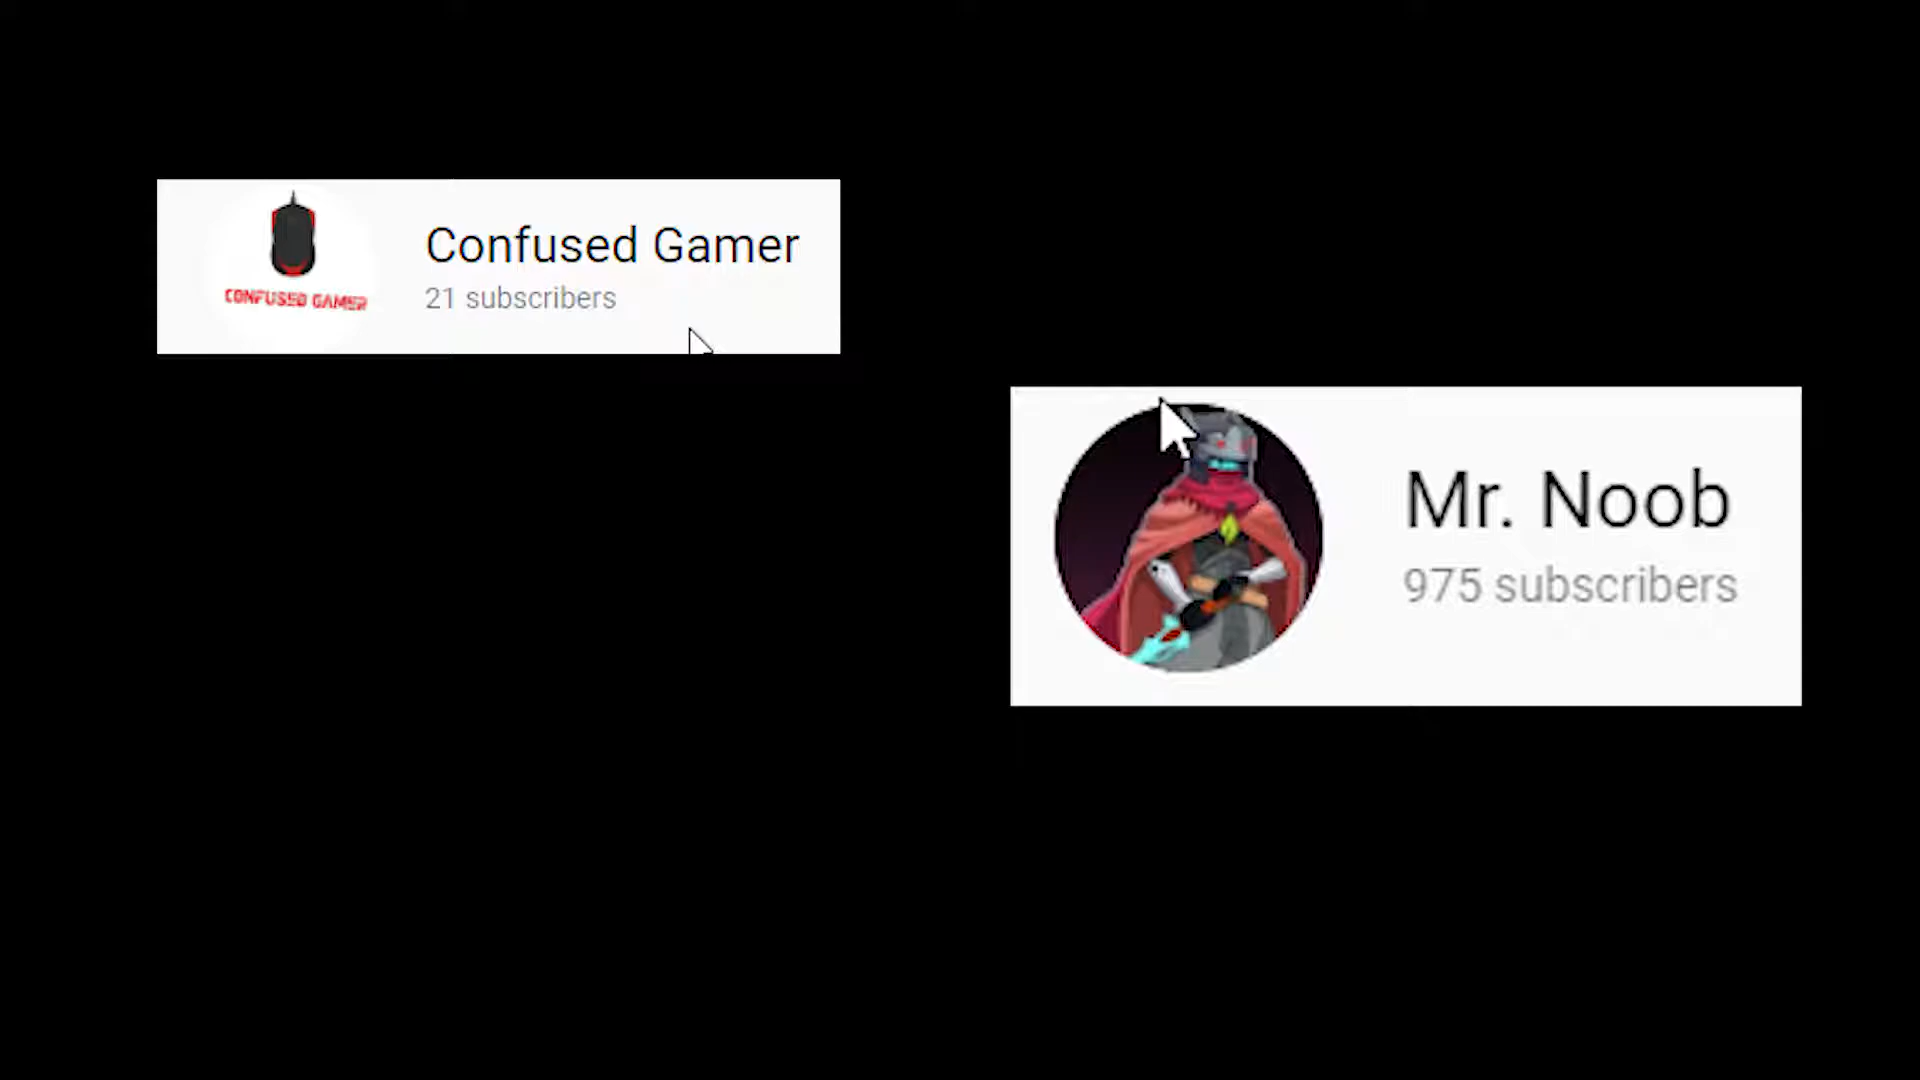 Confused Gamer
21 subscribers
CONFUSED GAMER
Mr. Noob
975 subscribers